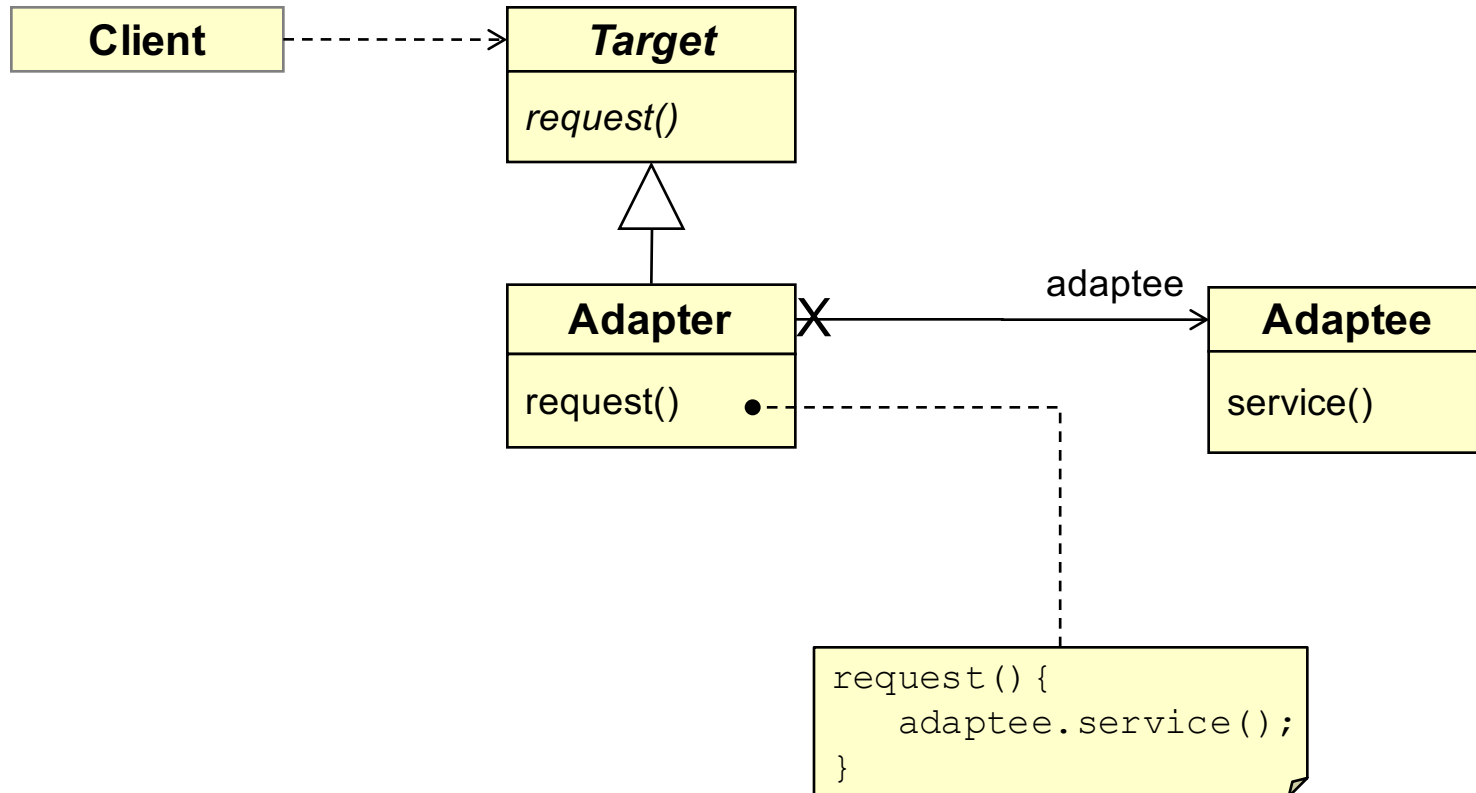 Client
Target
request()
Adapter
adaptee
Adaptee
request()
service()
X
request(){
adaptee.service();
}